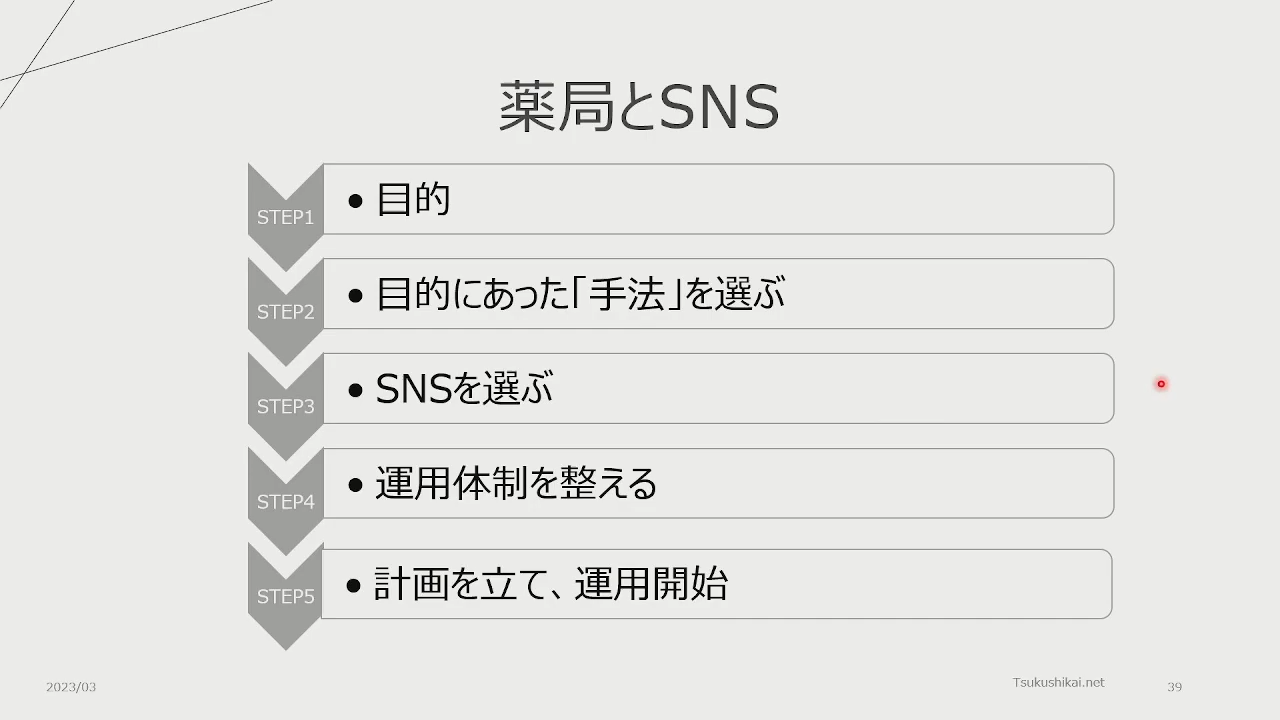 薬局とSNS
STEP1
• 目的
STEP2
• 目的にあった「手法」を選ぶ
STEP3
• SNSを選ぶ
STEP4
• 運用体制を整える
STEP5
• 計画を立て、運用開始
2023/03
Tsukushikai.net
39